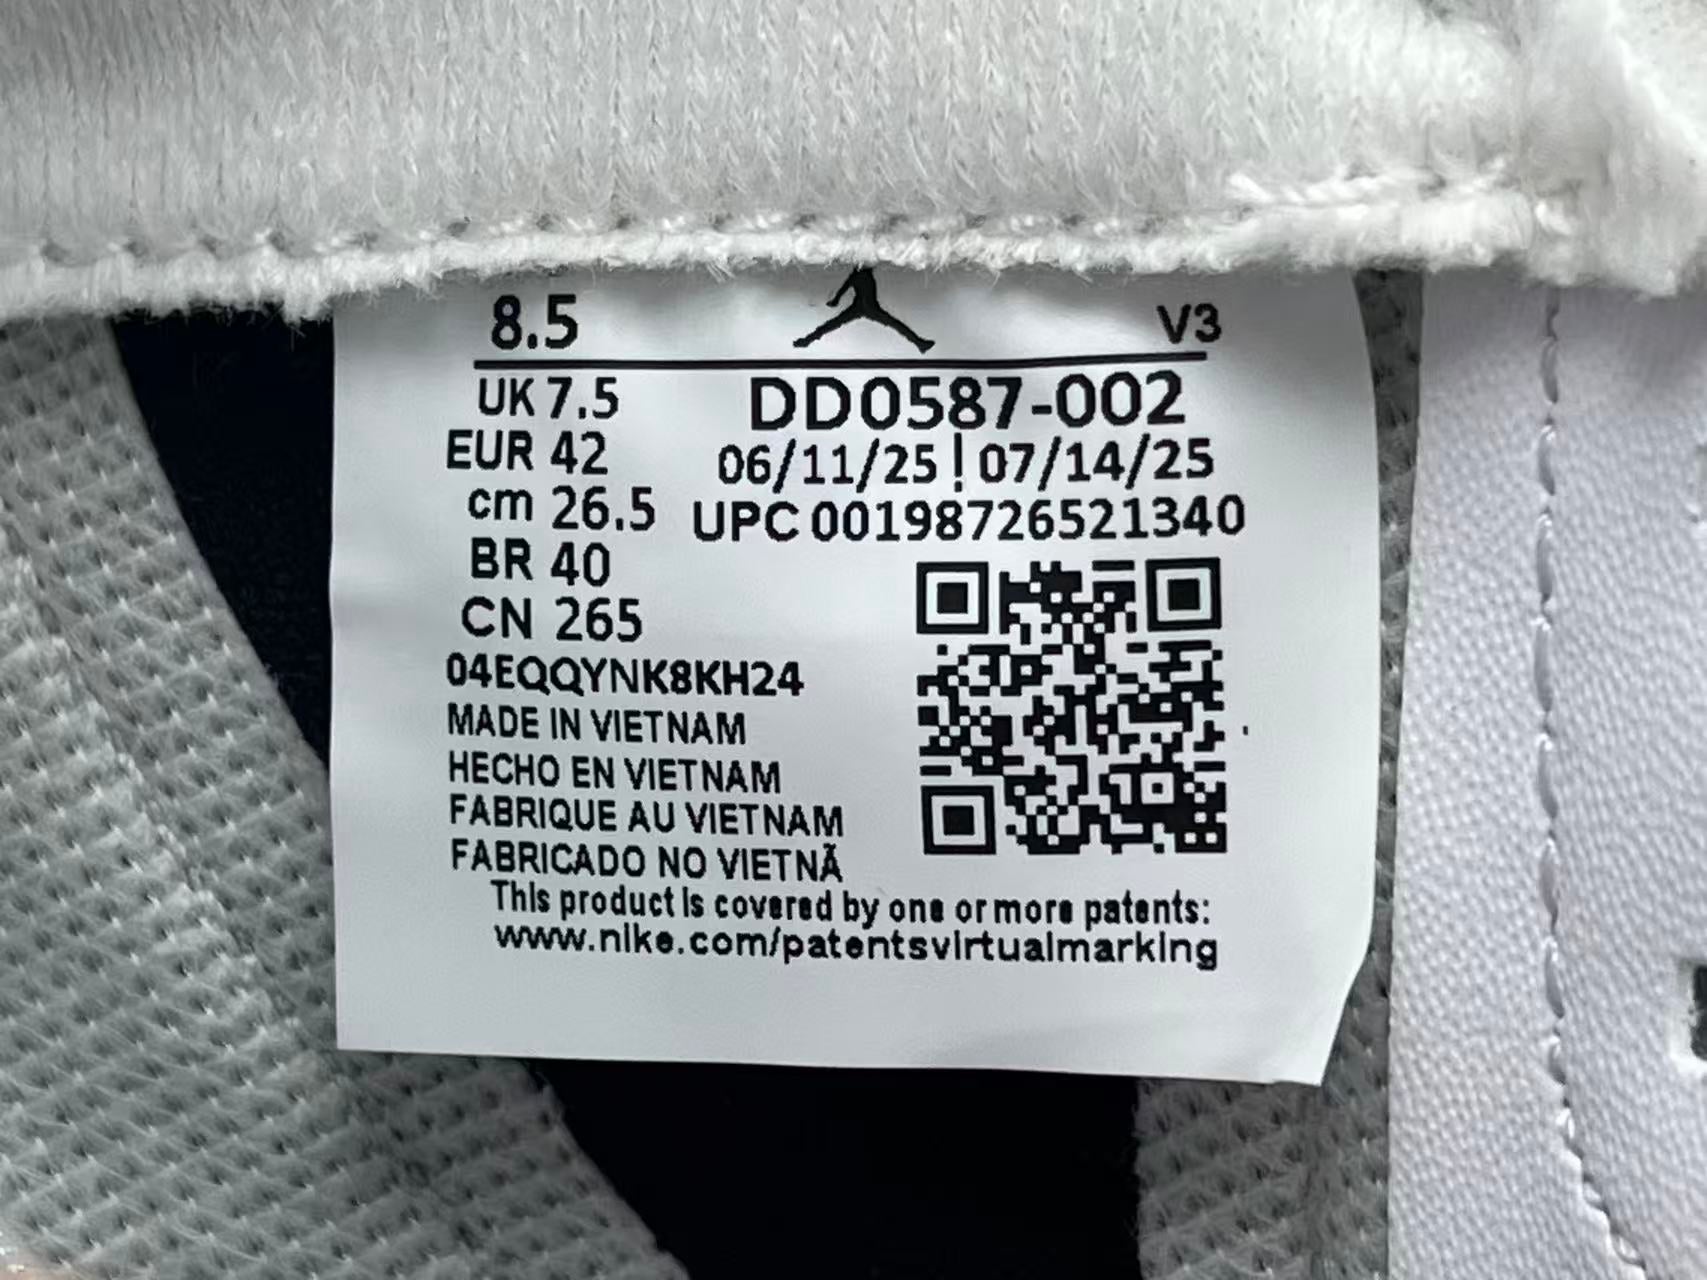 8.5 V3
UK 7.5 DD0587-002
EUR 42 06/11/25 | 07/14/25
cm 26.5 UPC 00198726521340
BR 40
CN 265
04EQQYNK8KH24
MADE IN VIETNAM
HECHO EN VIETNAM
FABRIQUE AU VIETNAM
FABRICADO NO VIETNÃ
This product is covered by one or more patents:
www.nike.com/patentsvirtualmarking